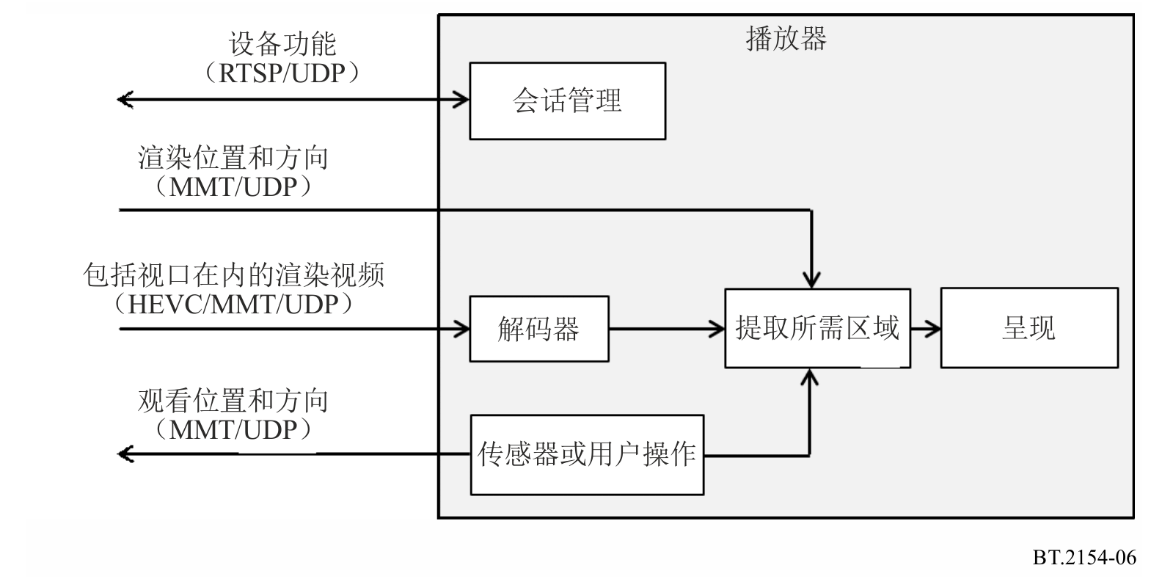 播放器
设备功能
（RTSP/UDP）
会话管理
渲染位置和方向
（MMT/UDP）
包括视口在内的渲染视频
（HEVC/MMT/UDP）
解码器
提取所需区域
呈现
观看位置和方向
（MMT/UDP）
传感器或用户操作
BT.2154-06